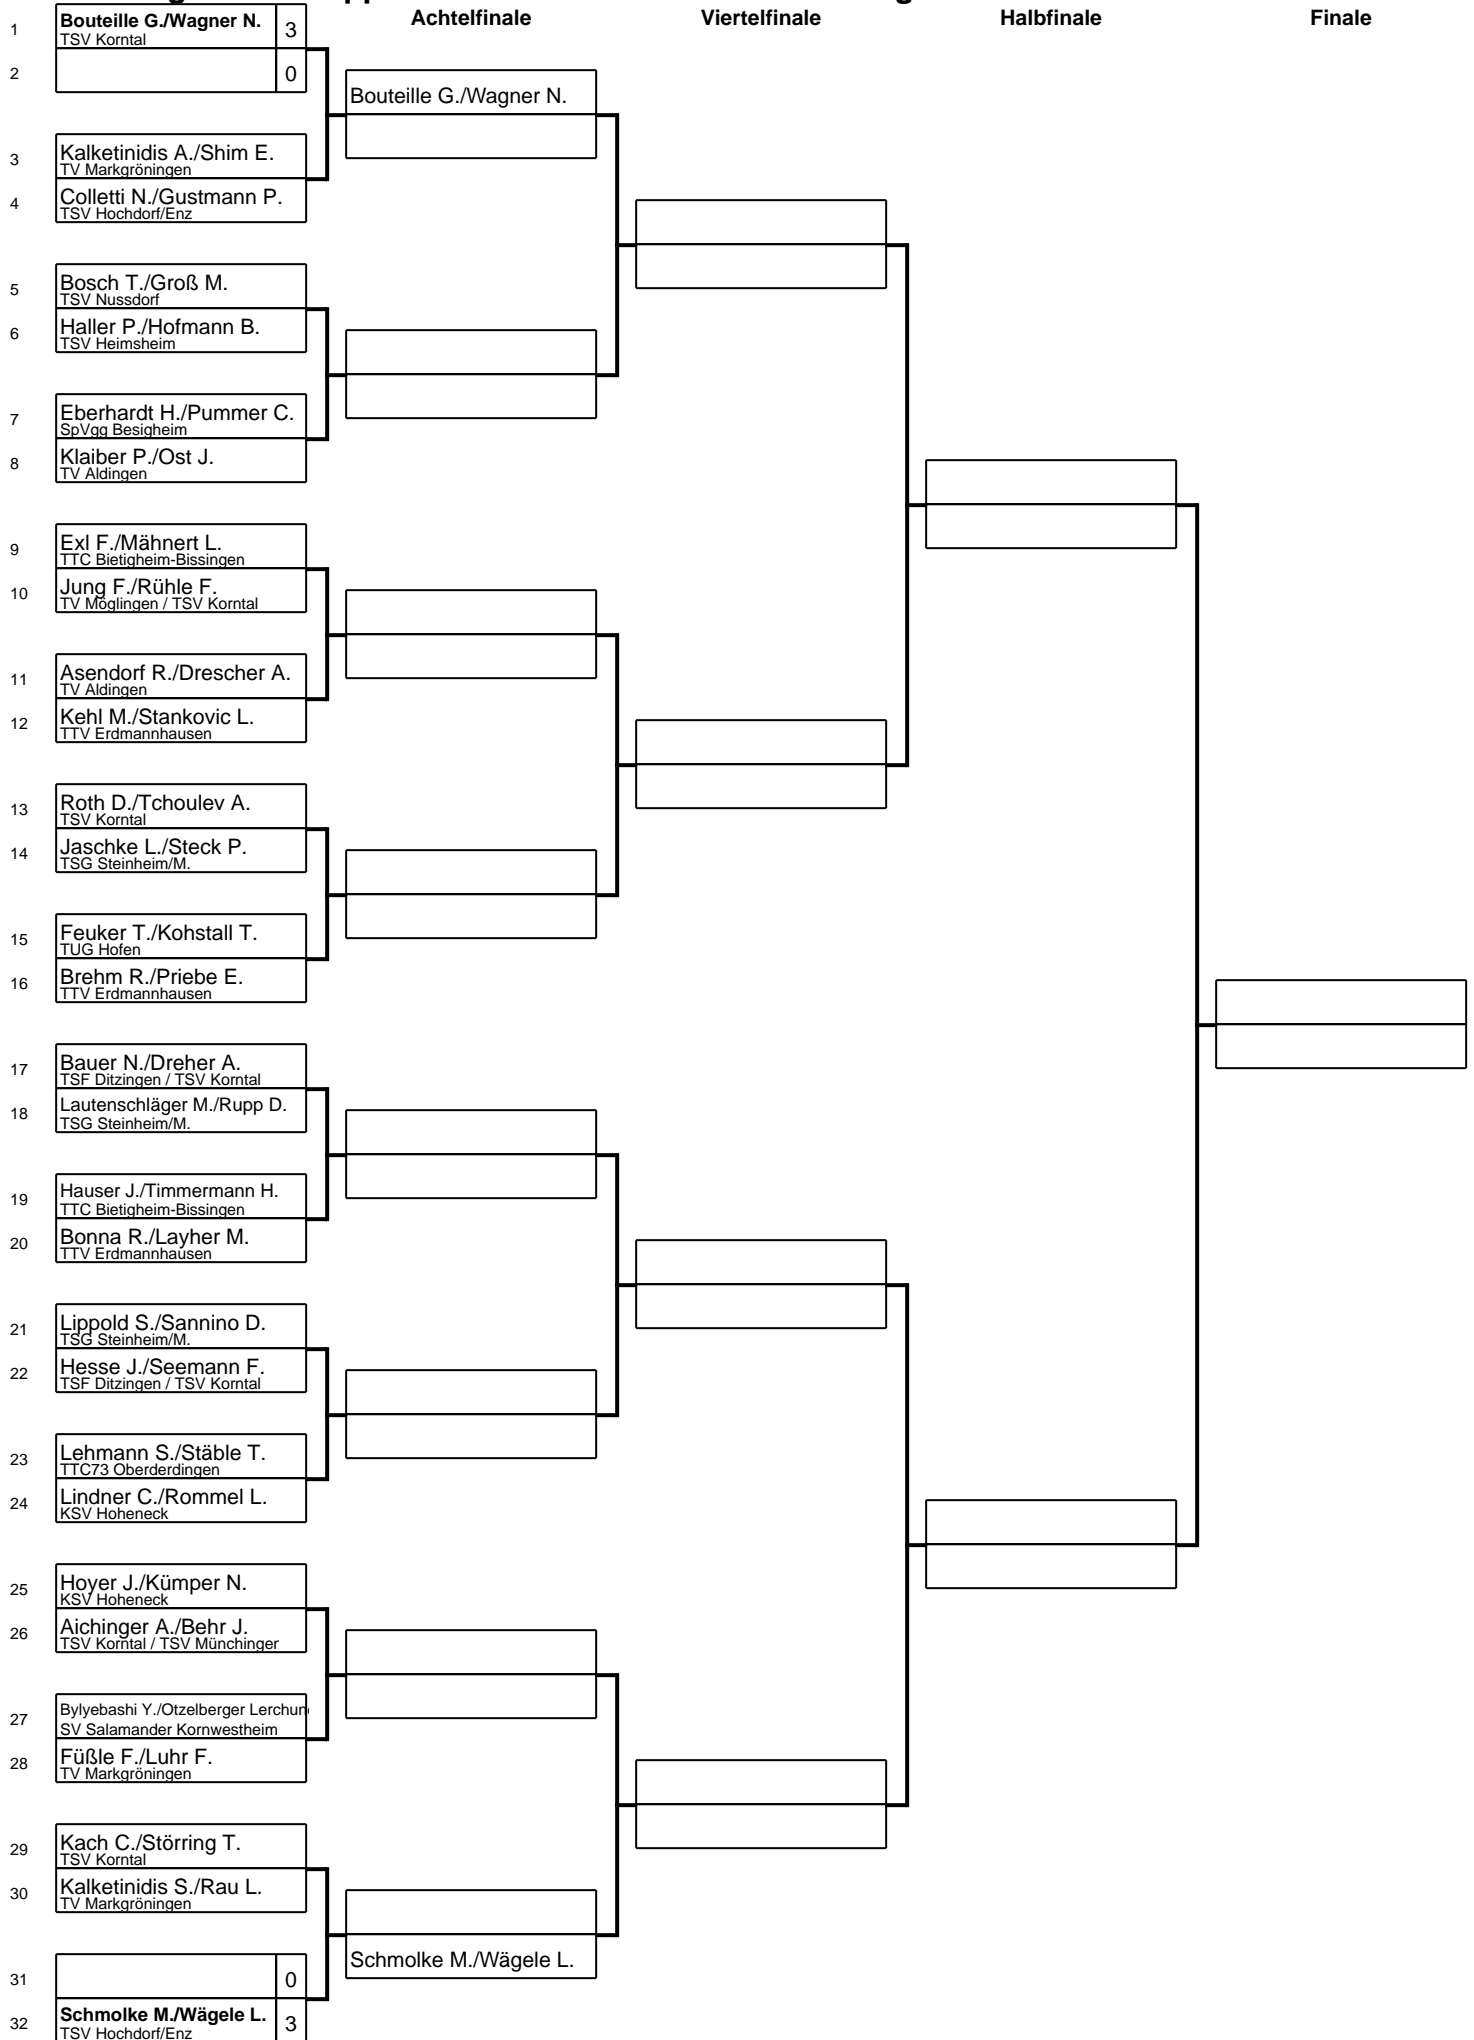 Achtelfinale
Viertelfinale
Halbfinale
Finale
1
Bouteille G./Wagner N.
3
TSV Korntal
2
0
Bouteille G./Wagner N.
3
Kalketinidis A./Shim E.
TV Markgröningen
4
Colletti N./Gustmann P.
TSV Hochdorf/Enz
5
Bosch T./Groß M.
TSV Nussdorf
6
Haller P./Hofmann B.
TSV Heimsheim
7
Eberhardt H./Pummer C.
SpVgg Besigheim
8
Klaiber P./Ost J.
TV Aldingen
9
Exl F./Mähnert L.
TTC Bietigheim-Bissingen
10
Jung F./Rühle F.
TV Möglingen / TSV Korntal
11
Asendorf R./Drescher A.
TV Aldingen
12
Kehl M./Stankovic L.
TTV Erdmannhausen
13
Roth D./Tchoulev A.
TSV Korntal
14
Jaschke L./Steck P.
TSG Steinheim/M.
15
Feuker T./Kohstall T.
TUG Hofen
16
Brehm R./Priebe E.
TTV Erdmannhausen
17
Bauer N./Dreher A.
TSF Ditzingen / TSV Korntal
18
Lautenschläger M./Rupp D.
TSG Steinheim/M.
19
Hauser J./Timmermann H.
TTC Bietigheim-Bissingen
20
Bonna R./Layher M.
TTV Erdmannhausen
21
Lippold S./Sannino D.
TSG Steinheim/M.
22
Hesse J./Seemann F.
TSF Ditzingen / TSV Korntal
23
Lehmann S./Stäble T.
TTC73 Oberderdingen
24
Lindner C./Rommel L.
KSV Hoheneck
25
Hoyer J./Kümper N.
KSV Hoheneck
26
Aichinger A./Behr J.
TSV Korntal / TSV Münchinger
27
Bylyebashi Y./Otzelberger Lerchun
SV Salamander Kornwestheim
28
Füßle F./Luhr F.
TV Markgröningen
29
Kach C./Störring T.
TSV Korntal
30
Kalketinidis S./Rau L.
TV Markgröningen
Schmolke M./Wägele L.
31
0
32
Schmolke M./Wägele L.
3
TSV Hochdorf/Enz